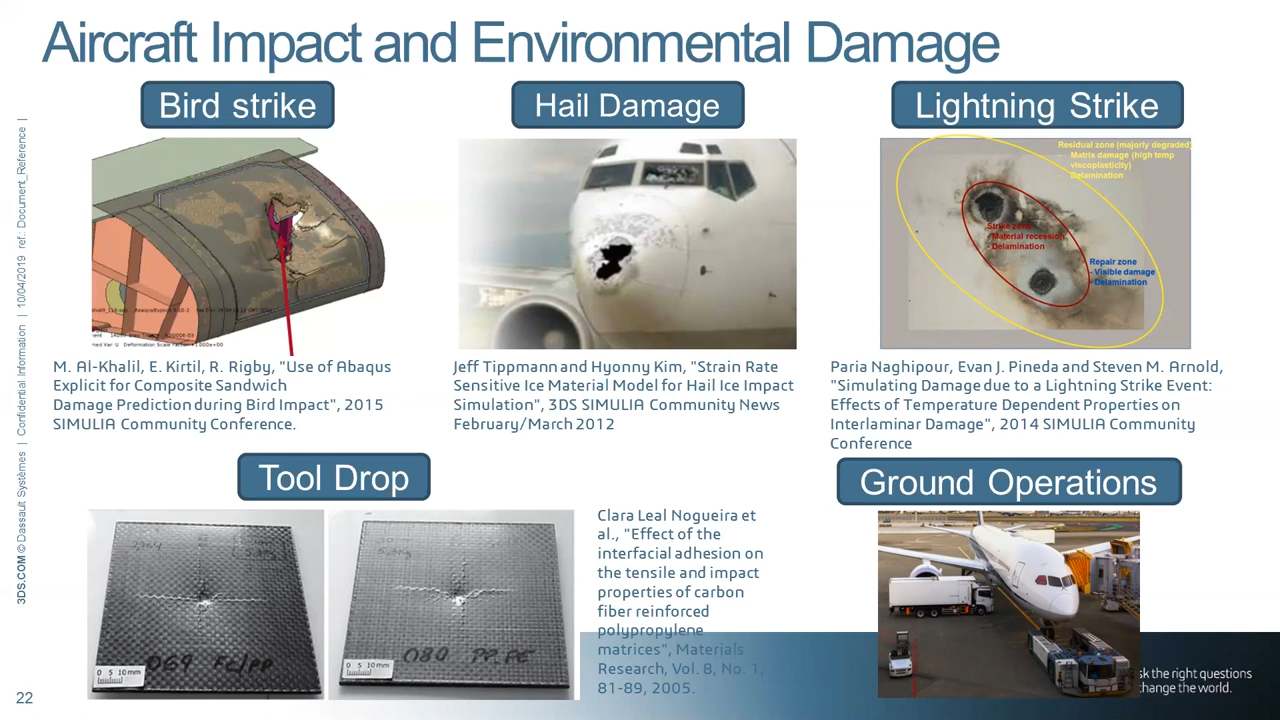 Aircraft Impact and Environmental Damage
Bird strike
Hail Damage
Lightning Strike
Residual zone (majorly degraded)
- Matrix damage (high temp
viscoplasticity)
- Delamination
Strike zone
- Material recession
- Delamination
Repair zone
- Visible damage
- Delamination
M. Al-Khalil, E. Kirtil, R. Rigby, "Use of Abaqus
Explicit for Composite Sandwich
Damage Prediction during Bird Impact", 2015
SIMULIA Community Conference.
Jeff Tippmann and Hyonny Kim, "Strain Rate
Sensitive Ice Material Model for Hail Ice Impact
Simulation", 3DS SIMULIA Community News
February/March 2012
Paria Naghipour, Evan J. Pineda and Steven M. Arnold,
"Simulating Damage due to a Lightning Strike Event:
Effects of Temperature Dependent Properties on
Interlaminar Damage", 2014 SIMULIA Community
Conference
Tool Drop
0 5 10 mm
0 5 10 mm
Clara Leal Nogueira et
al., "Effect of the
interfacial adhesion on
the tensile and impact
properties of carbon
fiber reinforced
polypropylene
matrices", Materials
Research, Vol. 8, No. 1,
81-89, 2005.
Ground Operations
sk the right questions
change the world.
3DS.COM © Dassault Systèmes | Confidential Information | 10/04/2019 ref.: Document_Reference |
22